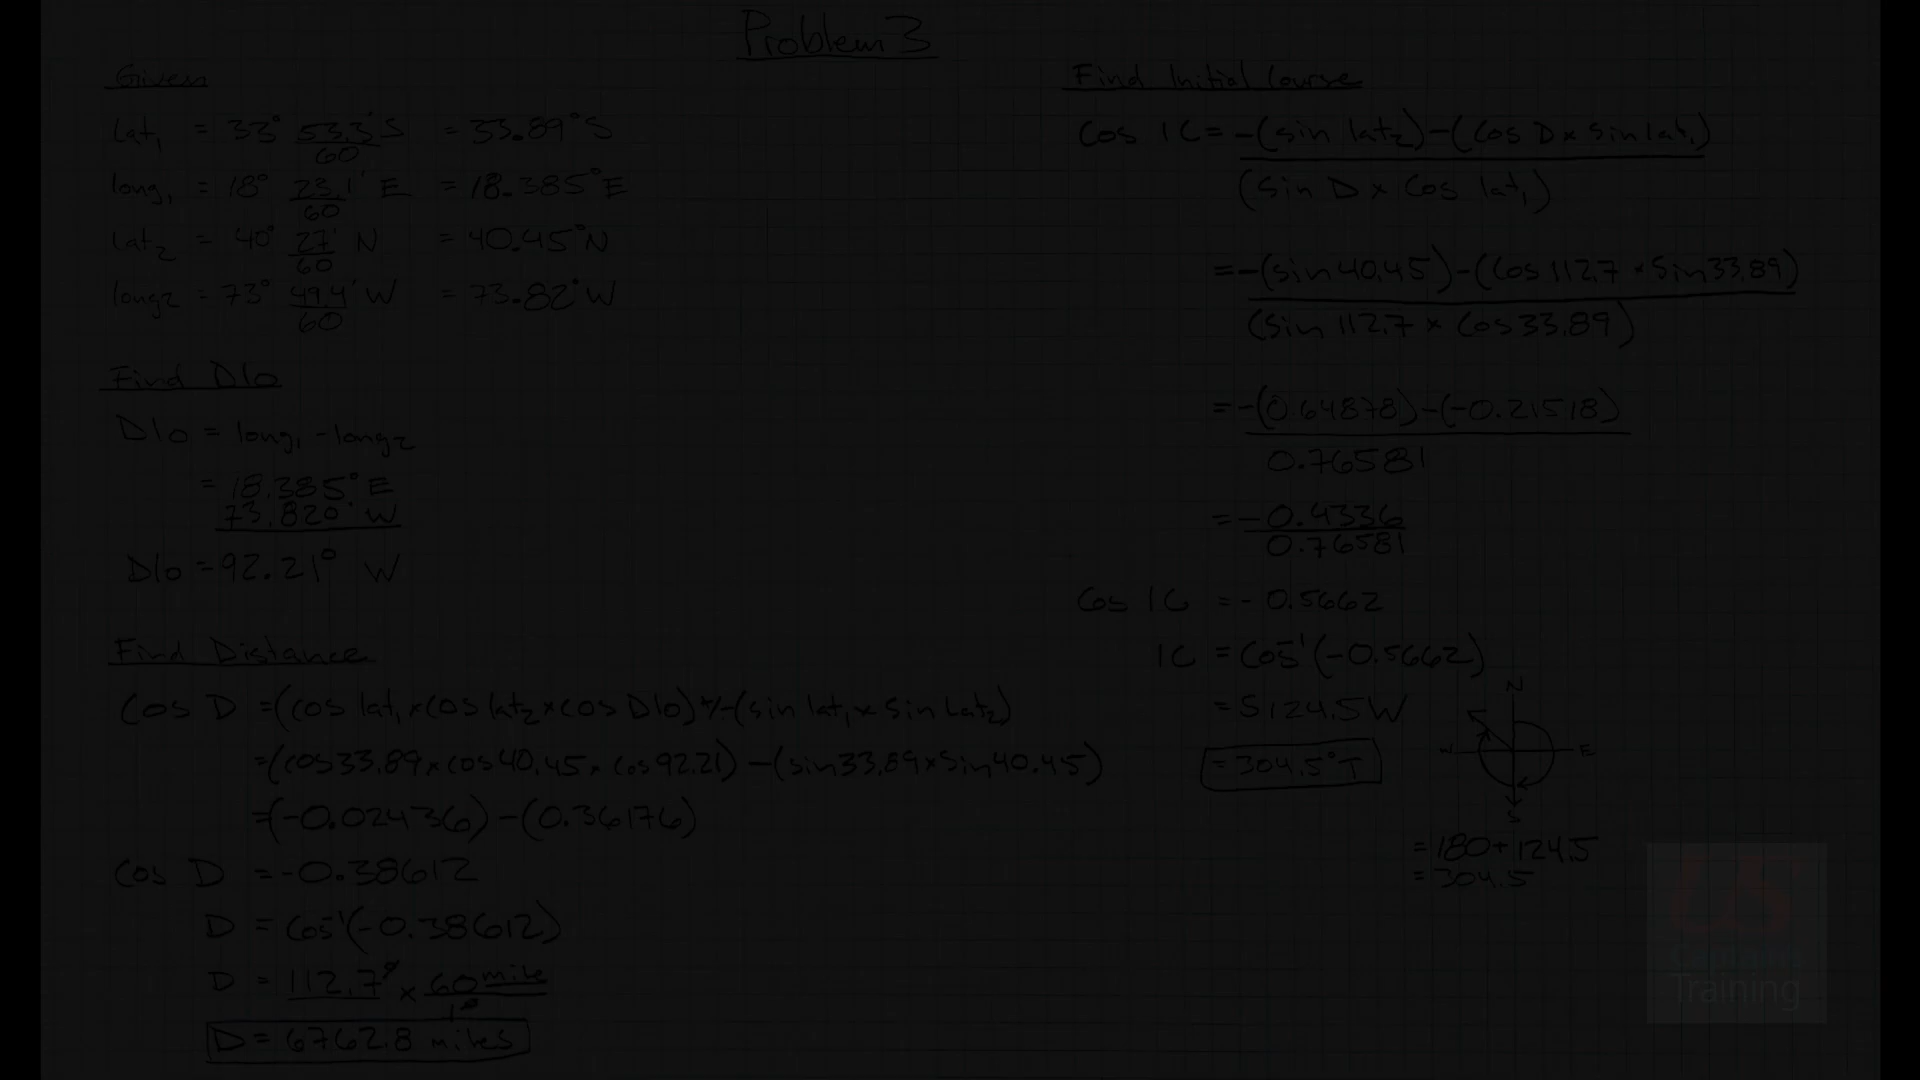 Problem 3
Given
Lat₁ = 33° 53.3'/60 S = 33.89°S
long₁ = 18° 23.1'/60 E = 18.385°E
Lat₂ = 40° 27'/60 N = 40.45°N
long₂ = 73° 49.4'/60 W = 73.82°W
Find Dlo
Dlo = long₁ - long₂
= 18.385° E
73.820° W
Dlo = 92.21° W
Find Distance
Cos D = (cos lat₁ x cos lat₂ x cos Dlo) +/- (sin lat₁ x sin Lat₂)
= (cos 33.89 x cos 40.45 x cos 92.21) - (sin 33.89 x sin 40.45)
= (-0.02436) - (0.36176)
Cos D = -0.38612
D = Cos⁻¹(-0.38612)
D = 112.7° x 60 mile/1°
D = 6762.8 miles
Find Initial Course
Cos IC = -(sin lat₂) - (Cos D x Sin lat₁)
(Sin D x Cos lat₁)
= -(sin 40.45) - (Cos 112.7 x Sin 33.89)
(Sin 112.7 x Cos 33.89)
= -(0.64878) - (-0.21518)
0.76581
= -0.4336
0.76581
Cos IC = -0.5662
IC = Cos⁻¹(-0.5662)
= S124.5W
= 304.5°T
N
W E
S
= 180 + 124.5
= 304.5
Training